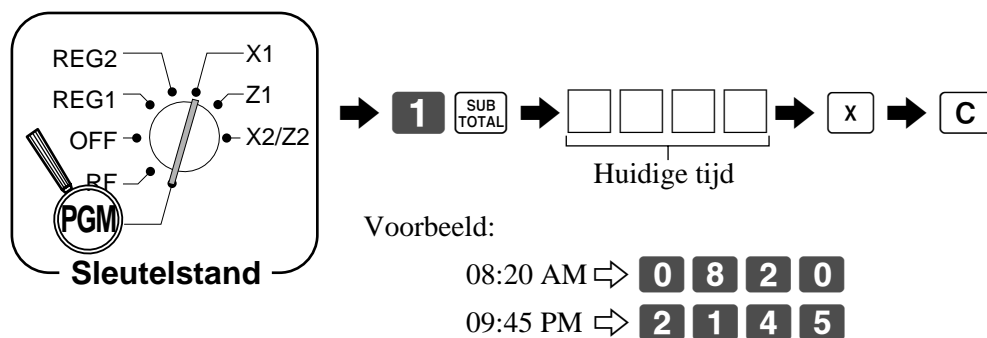 REG2
X1
REG1
Z1
OFF
X2/Z2
RF
PGM
Sleutelstand
1 SUB TOTAL X C
Huidige tijd
Voorbeeld:
08:20 AM 0 8 2 0
09:45 PM 2 1 4 5